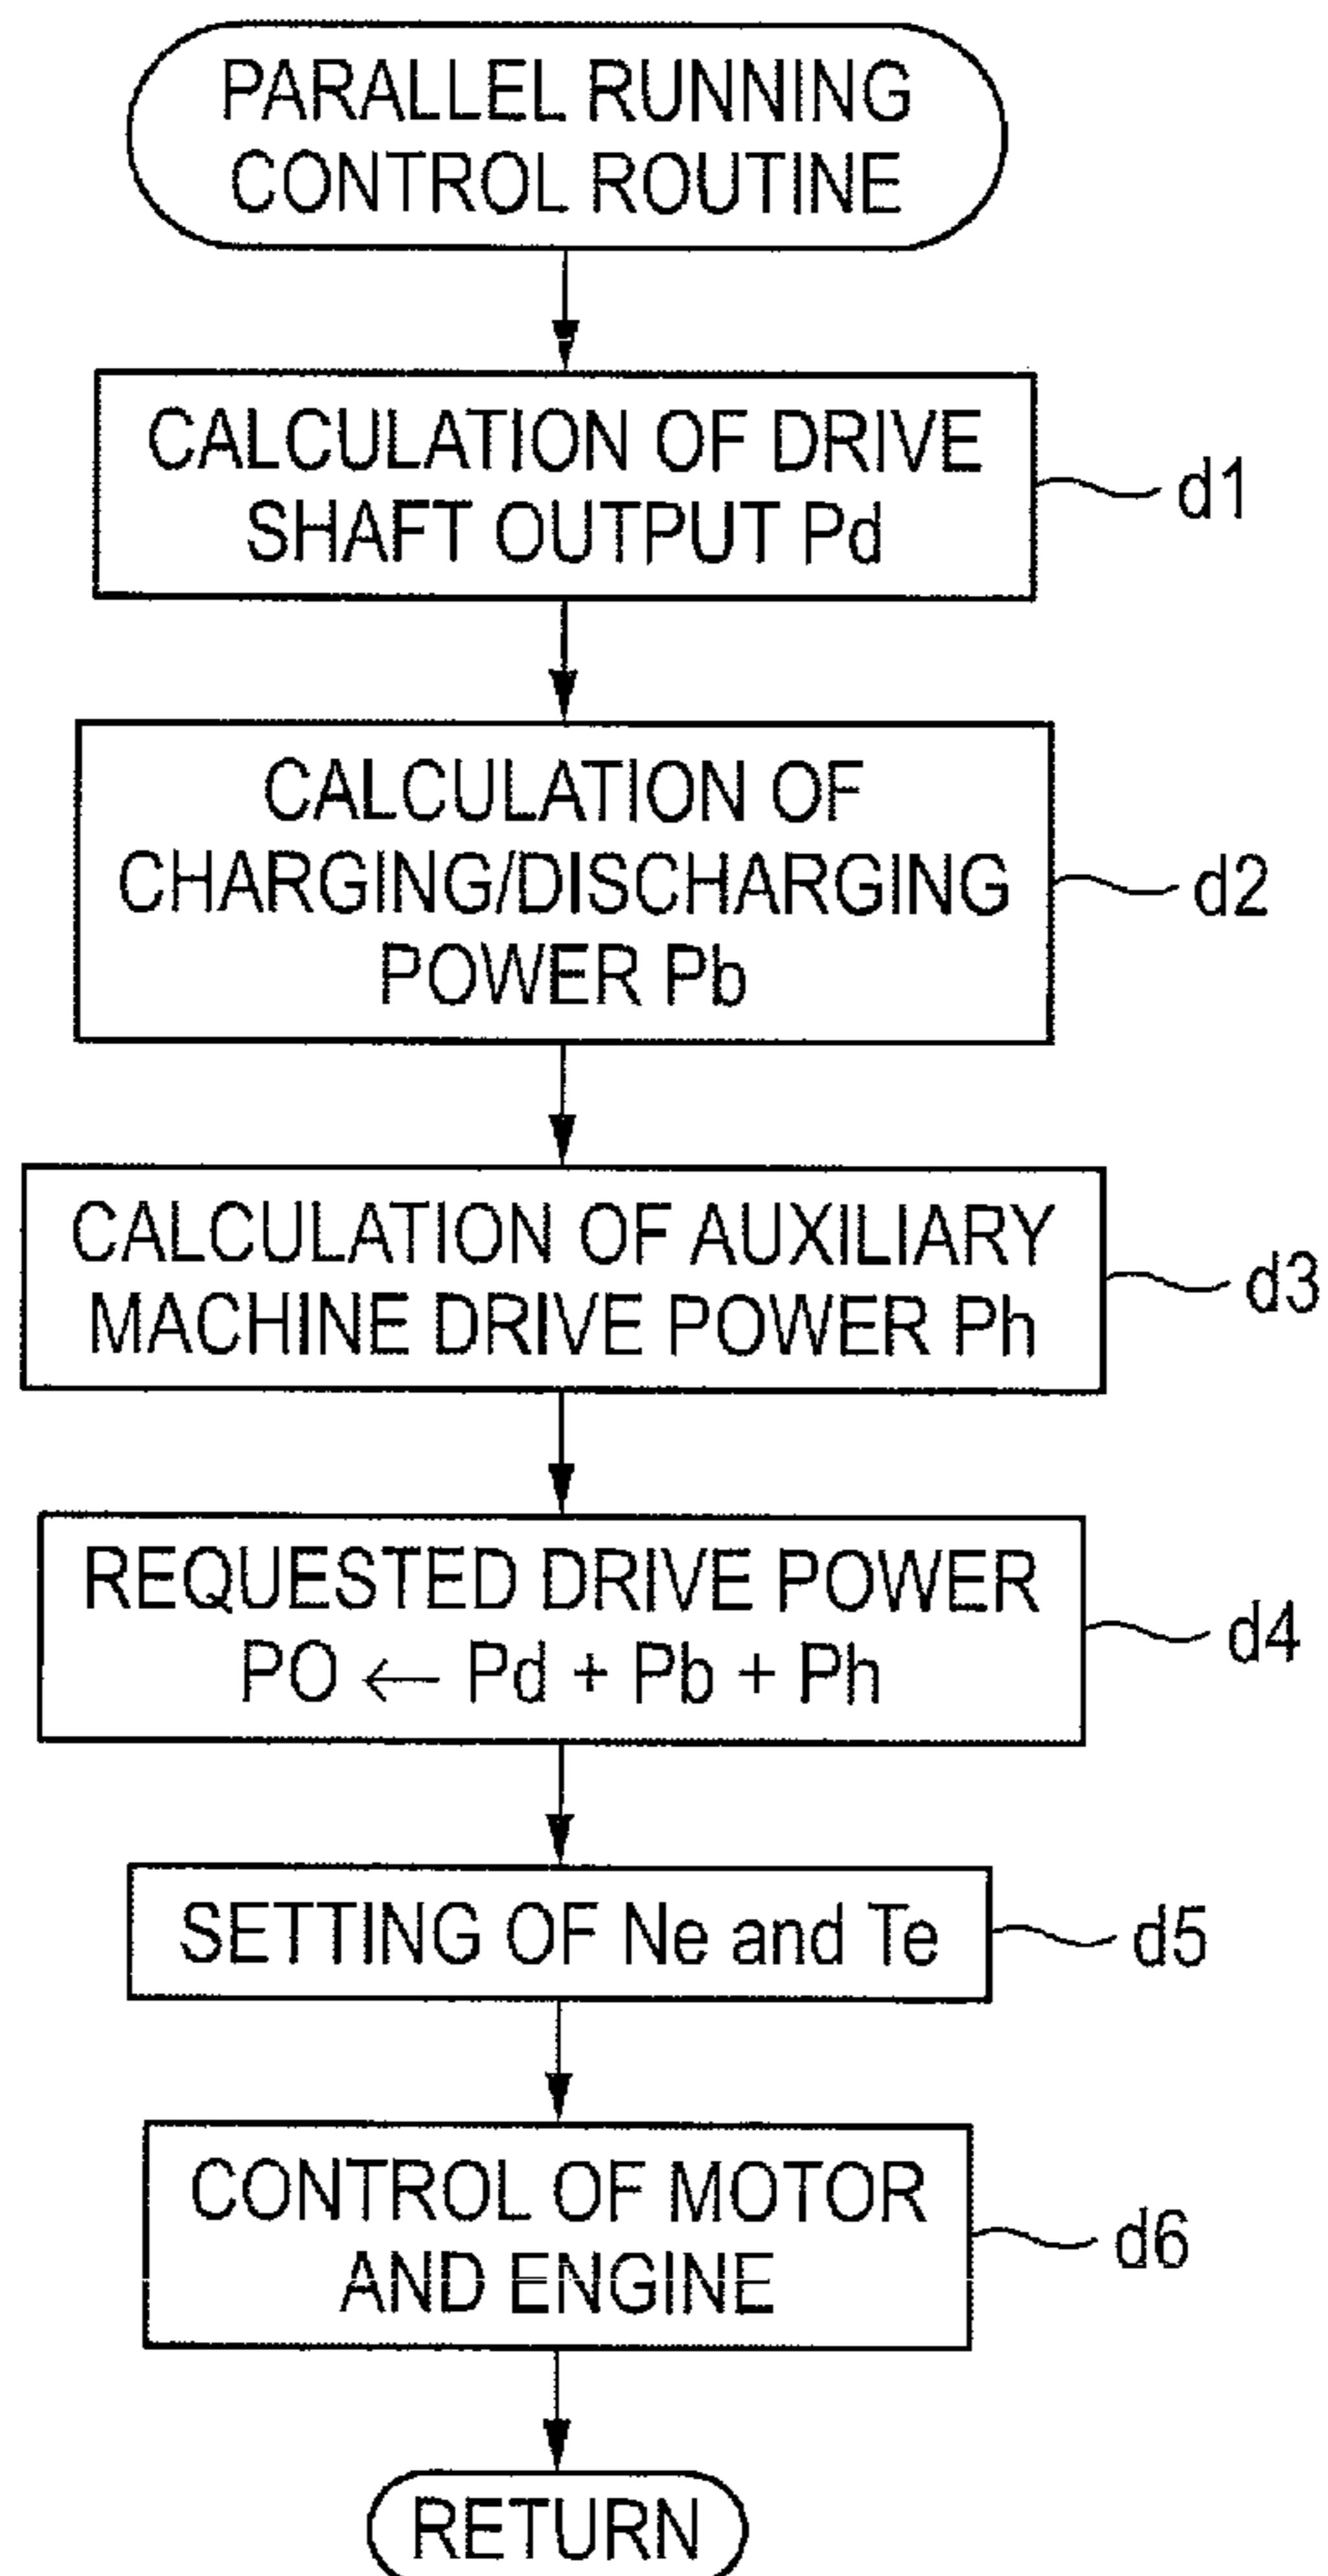 PARALLEL RUNNING
CONTROL ROUTINE
CALCULATION OF DRIVE
SHAFT OUTPUT Pd
d1
CALCULATION OF
CHARGING/DISCHARGING
POWER Pb
d2
CALCULATION OF AUXILIARY
MACHINE DRIVE POWER Ph
d3
REQUESTED DRIVE POWER
PO ← Pd + Pb + Ph
d4
SETTING OF Ne and Te
d5
CONTROL OF MOTOR
AND ENGINE
d6
RETURN